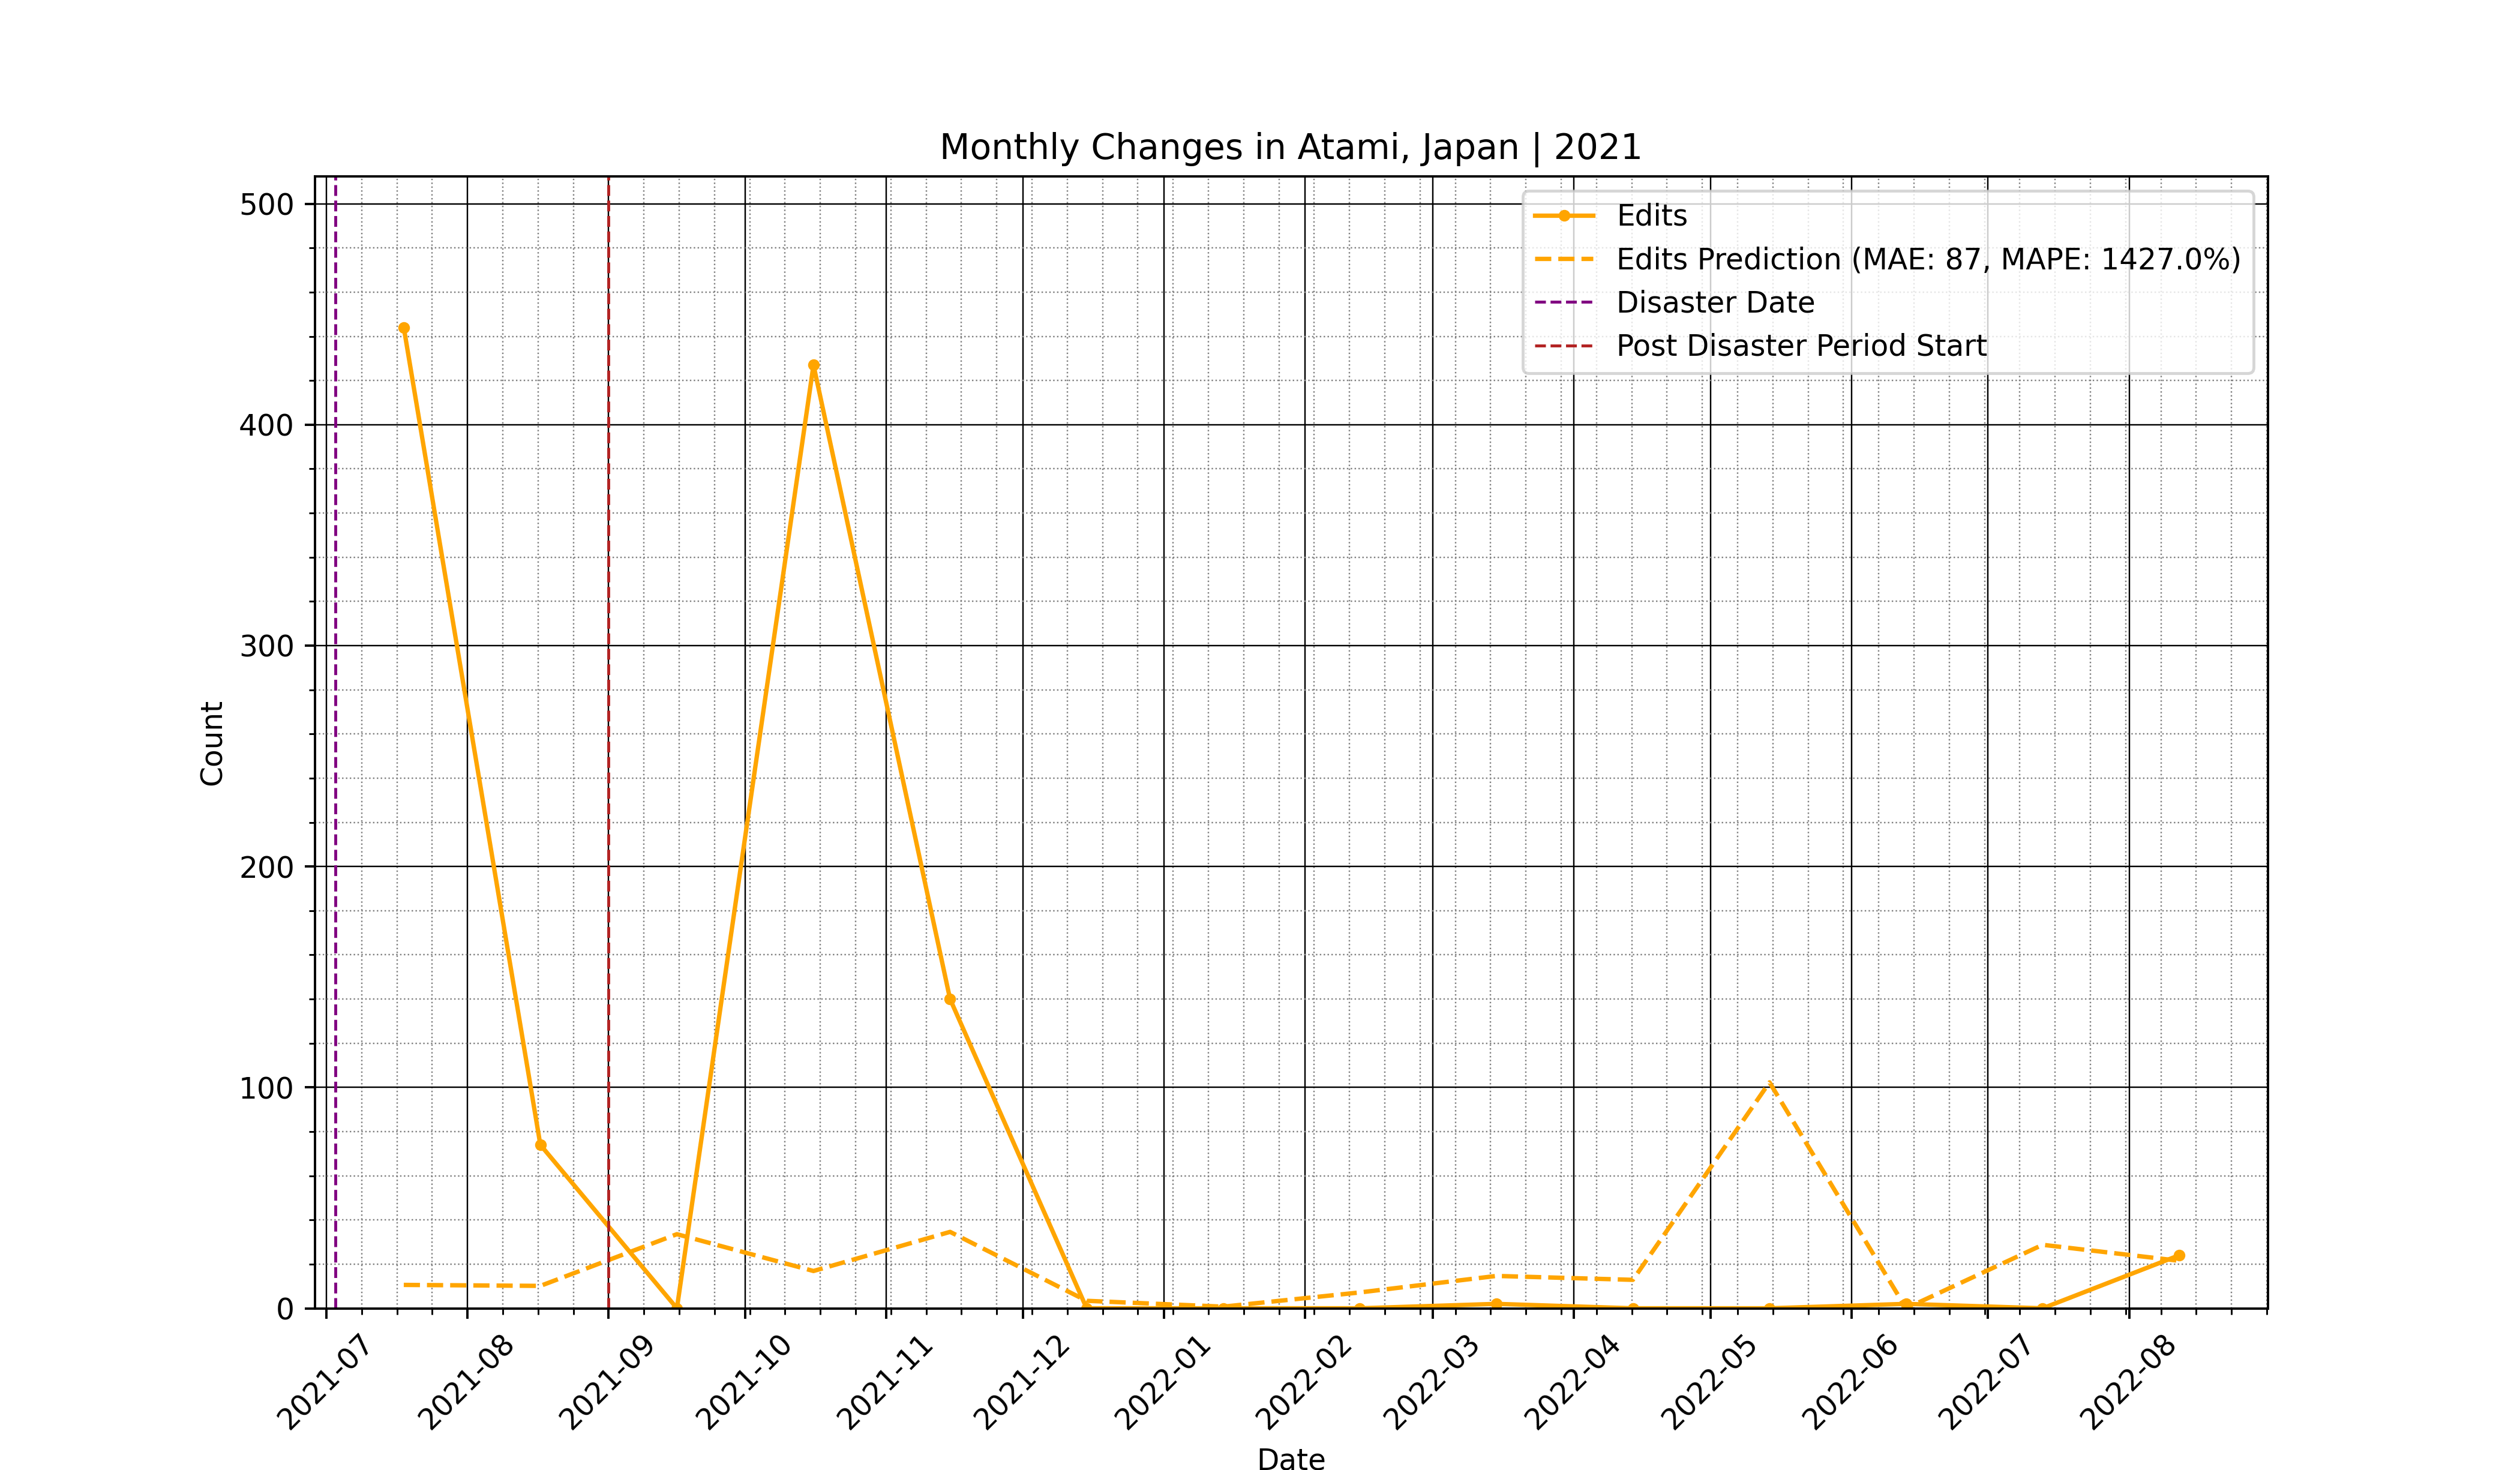 Monthly Changes in Atami, Japan | 2021
Edits
Edits Prediction (MAE: 87, MAPE: 1427.0%)
Disaster Date
Post Disaster Period Start
500
400
300
200
100
0
Count
2021-07
2021-08
2021-09
2021-10
2021-11
2021-12
2022-01
2022-02
2022-03
2022-04
2022-05
2022-06
2022-07
2022-08
Date